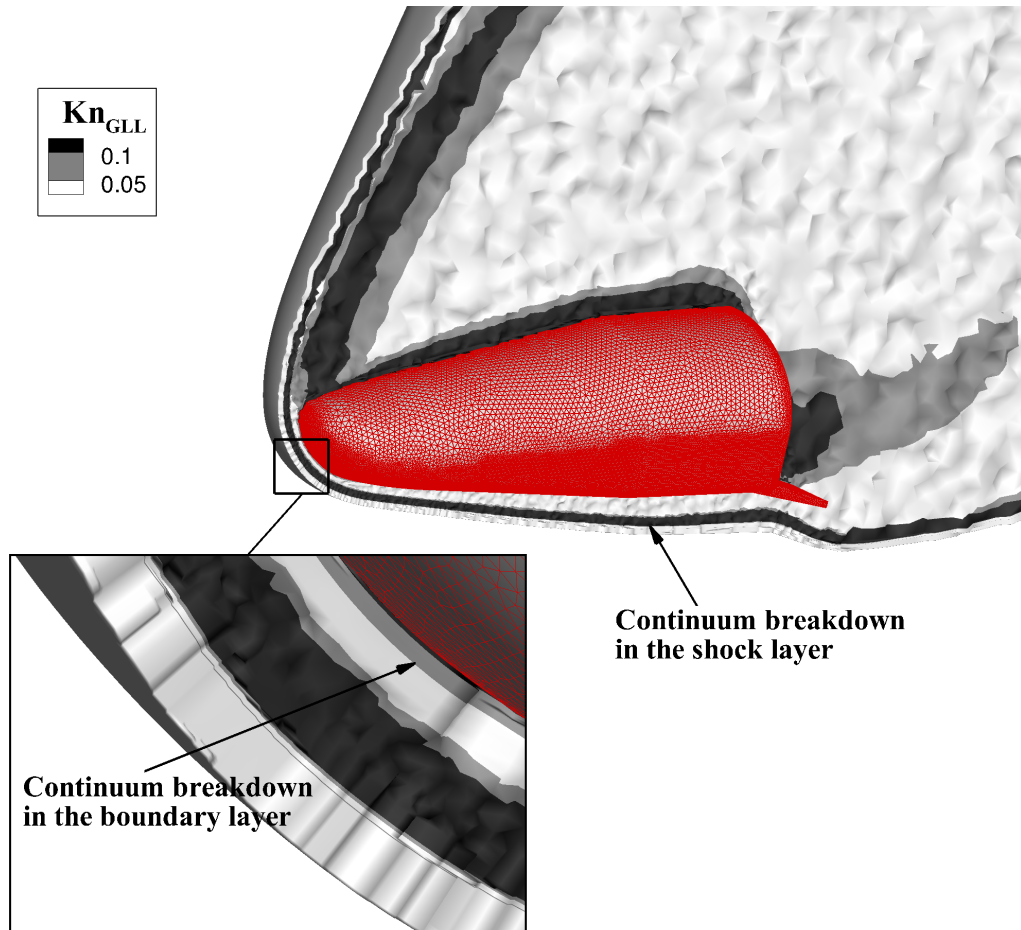 Kn_GLL
0.1
0.05
Continuum breakdown
in the shock layer
Continuum breakdown
in the boundary layer